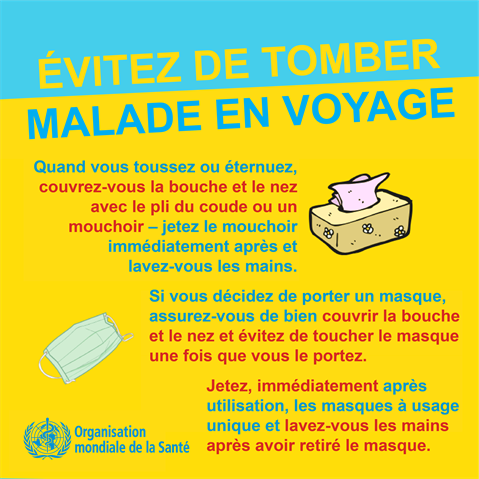 ÉVITEZ DE TOMBER
MALADE EN VOYAGE
Quand vous toussez ou éternuez,
couvrez-vous la bouche et le nez
avec le pli du coude ou un
mouchoir – jetez le mouchoir
immédiatement après et
lavez-vous les mains.
Si vous décidez de porter un masque,
assurez-vous de bien couvrir la bouche
et le nez et évitez de toucher le masque
une fois que vous le portez.
Jetez, immédiatement après
utilisation, les masques à usage
unique et lavez-vous les mains
après avoir retiré le masque.
Organisation
mondiale de la Santé